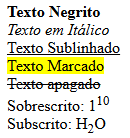 Texto Negrito
Texto em Itálico
Texto Sublinhado
Texto Marcado
Texto apagado
Sobrescrito: 1¹⁰
Subscrito: H₂O